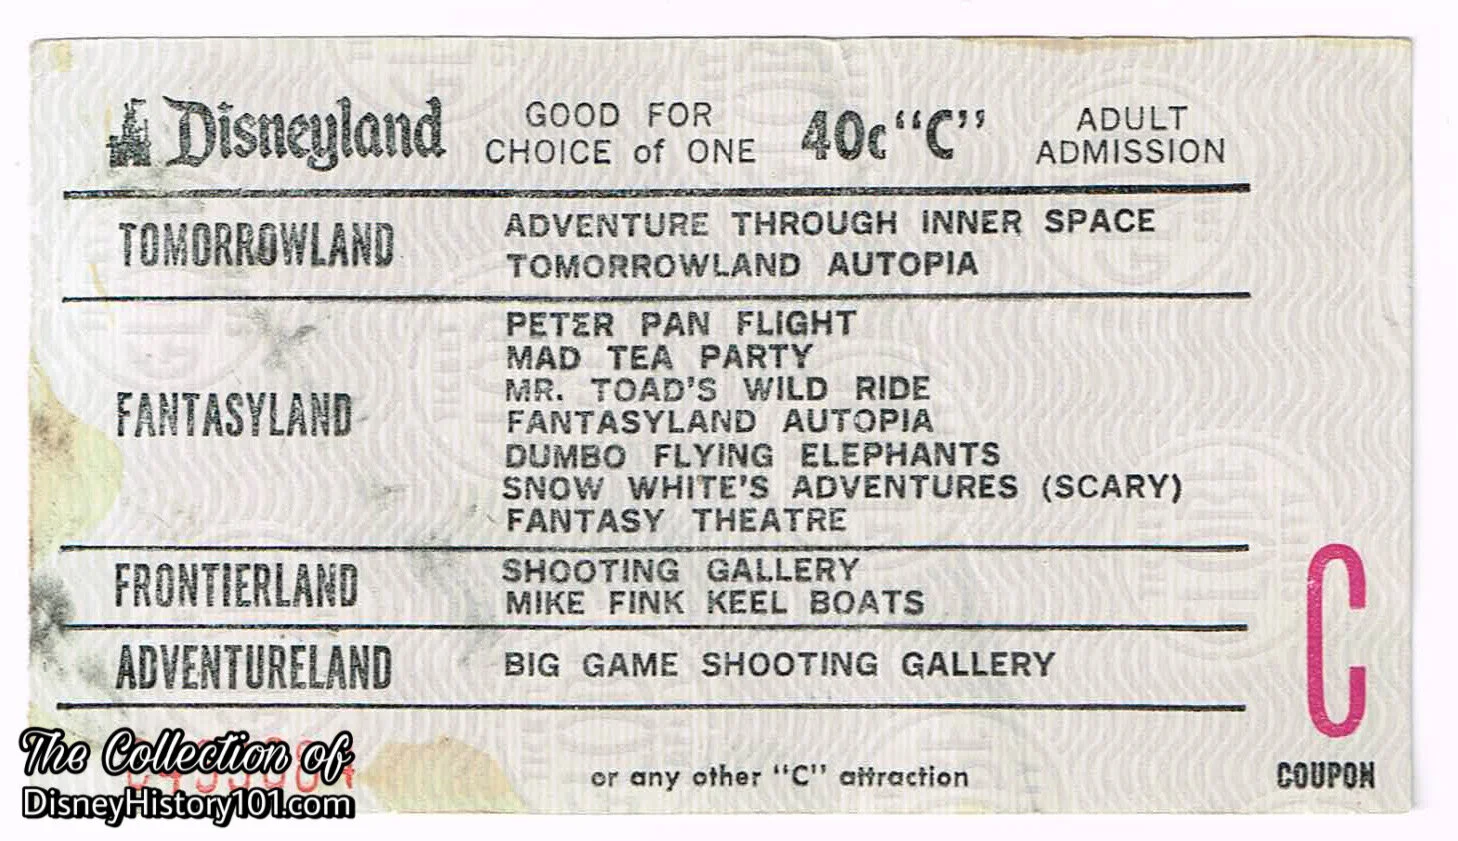 Disneyland GOOD FOR CHOICE of ONE 40c "C" ADULT ADMISSION
TOMORROWLAND
ADVENTURE THROUGH INNER SPACE
TOMORROWLAND AUTOPIA
FANTASYLAND
PETER PAN FLIGHT
MAD TEA PARTY
MR. TOAD'S WILD RIDE
FANTASYLAND AUTOPIA
DUMBO FLYING ELEPHANTS
SNOW WHITE'S ADVENTURES (SCARY)
FANTASY THEATRE
FRONTIERLAND
SHOOTING GALLERY
MIKE FINK KEEL BOATS
ADVENTURELAND
BIG GAME SHOOTING GALLERY
or any other "C" attraction
C
COUPON
The Collection of
DisneyHistory101.com